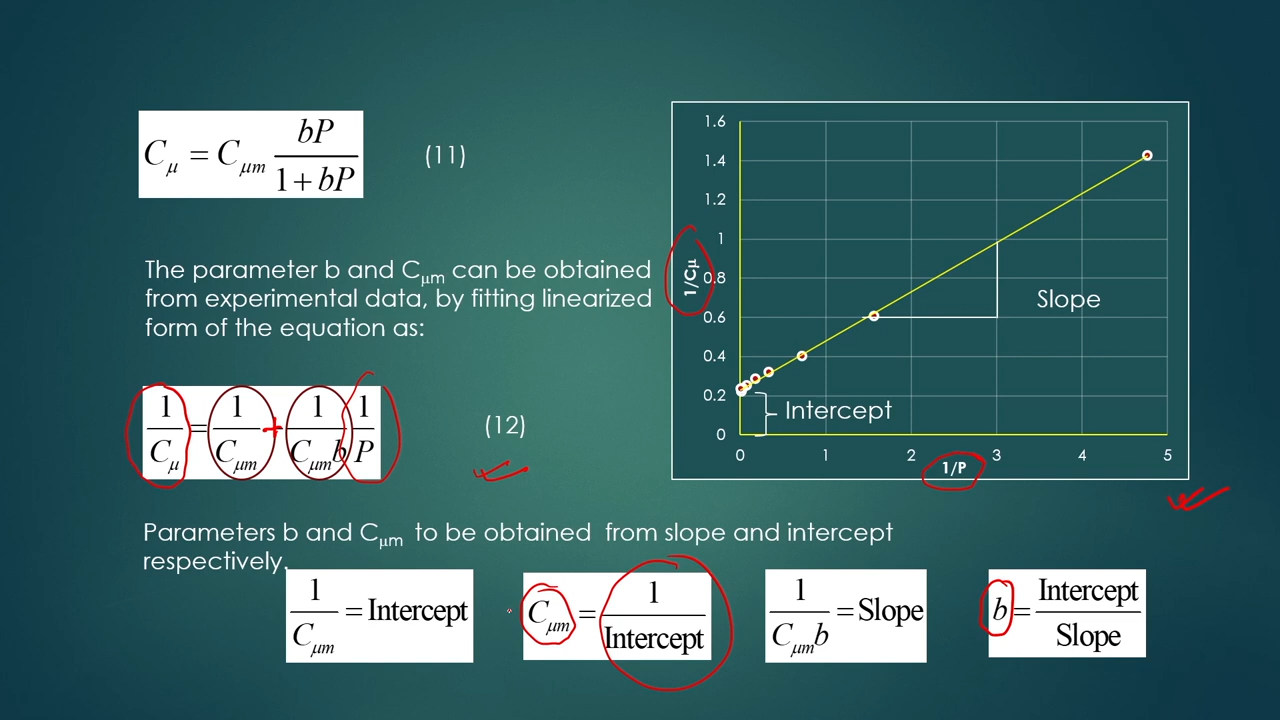 C_μ = C_μm bP / (1 + bP) (11)
The parameter b and Cμm can be obtained
from experimental data, by fitting linearized
form of the equation as:
1/C_μ = 1/C_μm + 1/(C_μm b) 1/P (12)
Parameters b and Cμm to be obtained from slope and intercept
respectively.
1/C_μm = Intercept
C_μm = 1/Intercept
1/(C_μm b) = Slope
b = Intercept/Slope
1.6
1.4
1.2
1
0.8
0.6
0.4
0.2
0
1/Cμ
Slope
Intercept
0 1 2 3 4 5
1/P